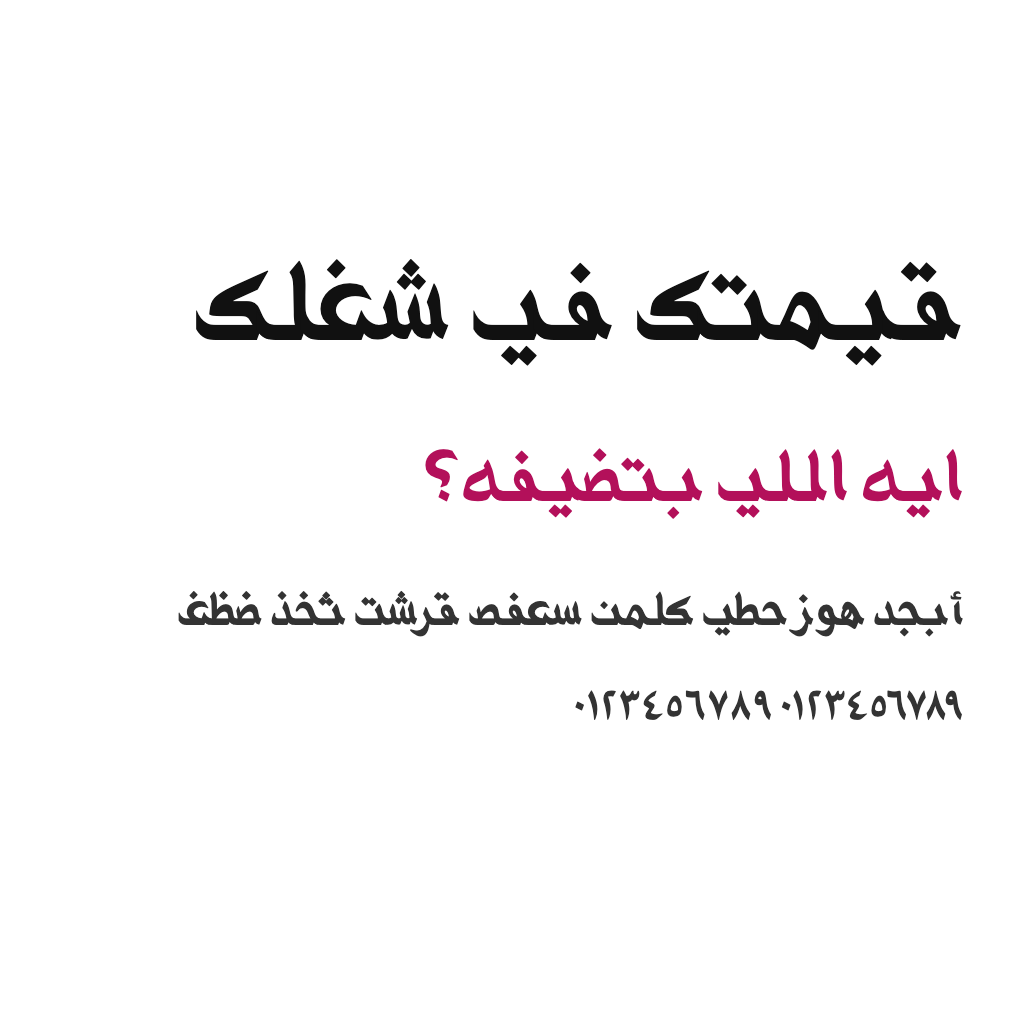 قيمتك في شغلك
ايه اللي بتضيفه؟
أبجد هوز حطي كلمن سعفص قرشت ثخذ ضظغ
٠١٢٣٤٥٦٧٨٩ ٠١٢٣٤٥٦٧٨٩